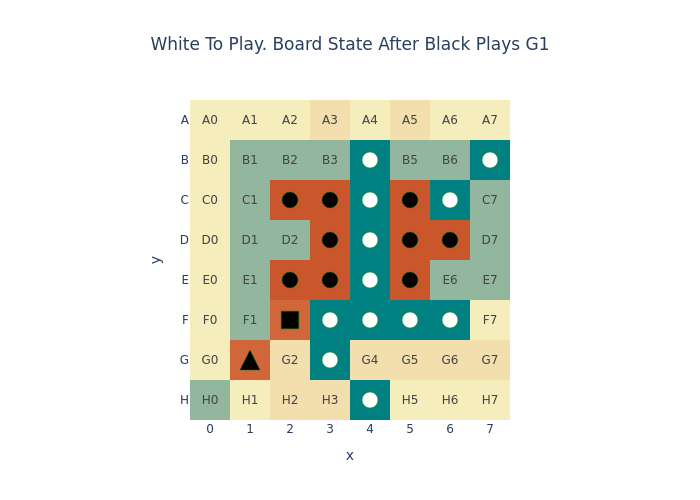 White To Play. Board State After Black Plays G1
A A0 A1 A2 A3 A4 A5 A6 A7
B B0 B1 B2 B3 B5 B6
C C0 C1 C7
D D0 D1 D2 D7
E E0 E1 E6 E7
F F0 F1 F7
G G0 G2 G4 G5 G6 G7
H H0 H1 H2 H3 H5 H6 H7
0 1 2 3 4 5 6 7
x
y